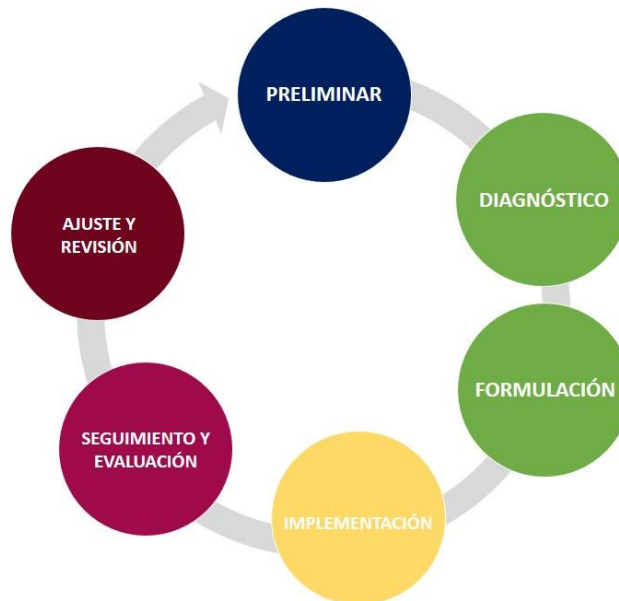 PRELIMINAR
DIAGNÓSTICO
FORMULACIÓN
IMPLEMENTACIÓN
SEGUIMIENTO Y
EVALUACIÓN
AJUSTE Y
REVISIÓN